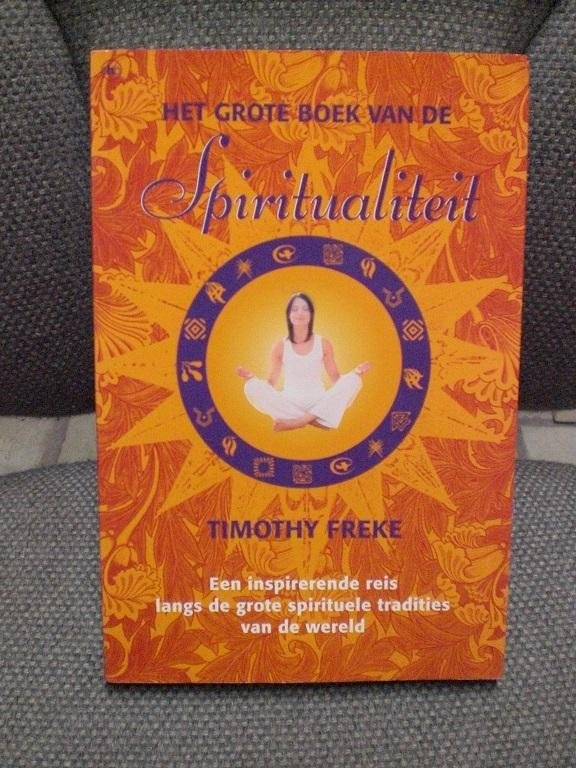 HET GROTE BOEK VAN DE
Spiritualiteit
TIMOTHY FREKE
Een inspirerende reis
langs de grote spirituele tradities
van de wereld